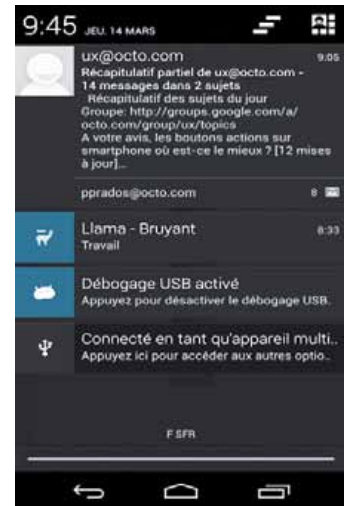 9:45 JEU. 14 MARS
ux@octo.com 9:05
Récapitulatif partiel de ux@octo.com –
14 messages dans 2 sujets
Récapitulatif des sujets du jour
Groupe: http://groups.google.com/a/
octo.com/group/ux/topics
A votre avis, les boutons actions sur
smartphone où est-ce le mieux ? [12 mises
à jour]...
pprados@octo.com 8
Llama - Bruyant 8:33
Travail
Débogage USB activé
Appuyez pour désactiver le débogage USB.
Connecté en tant qu'appareil multi..
Appuyez ici pour accéder aux autres optio..
F SFR